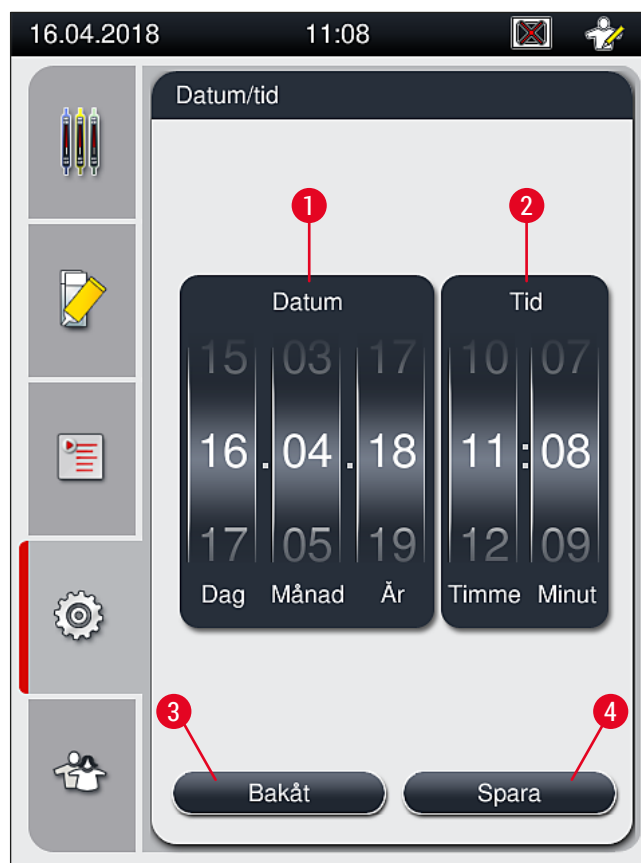 16.04.2018 11:08
Datum/tid
1 2
Datum Tid
15 03 17 10 07
16 . 04 . 18 11 : 08
17 05 19 12 09
Dag Månad År Timme Minut
3 4
Bakåt Spara